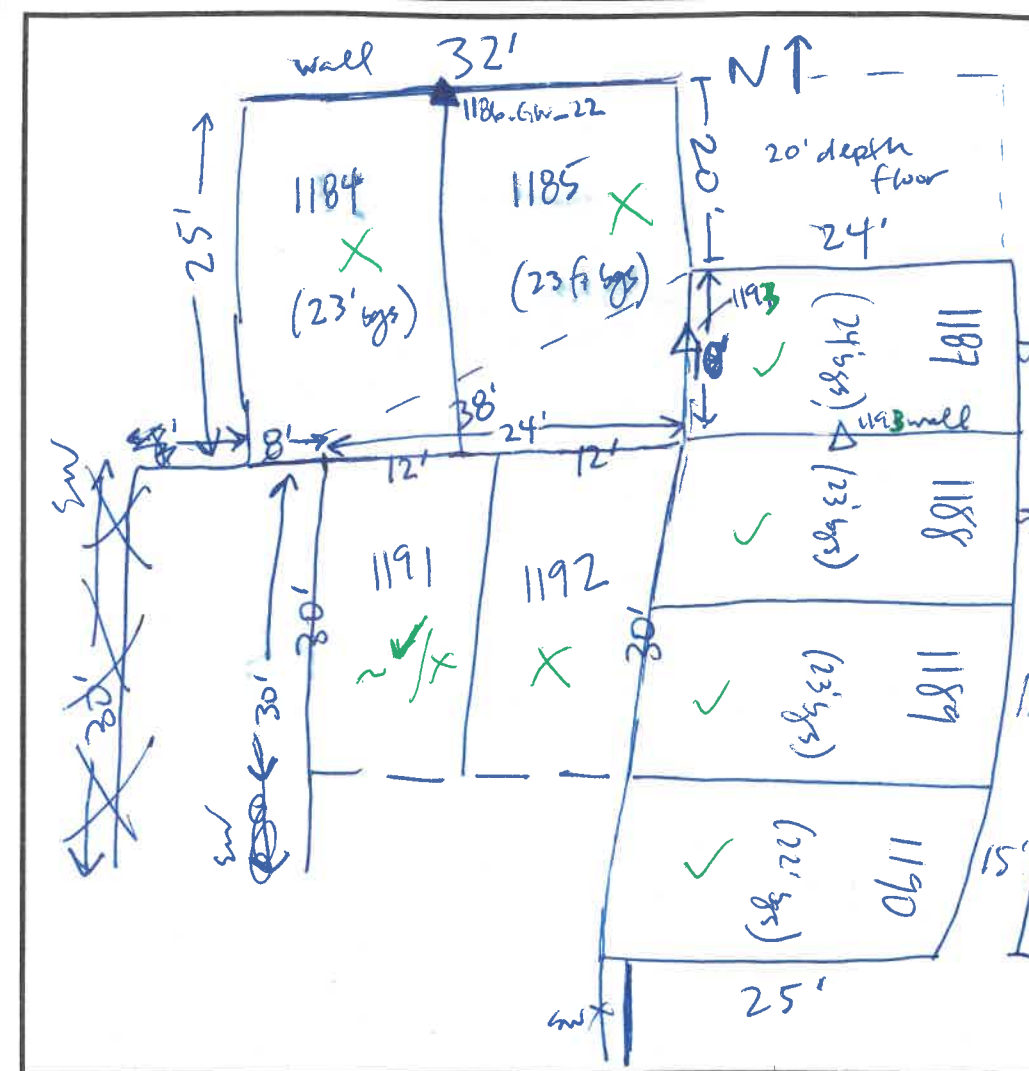 wall 32'
N
1186.GW_22
20'
20' depth
floor
1184
1185
25'
24'
(23' bgs)
(23 ft bgs)
1193
(24' bgs)
1187
38'
8'
24'
12'
12'
1193 wall
(23' bgs)
1188
SW
1191
1192
30'
30'
~ /x
(23' bgs)
1189
30'
30'
SW
(22' bgs)
1190
15'
25'
SW